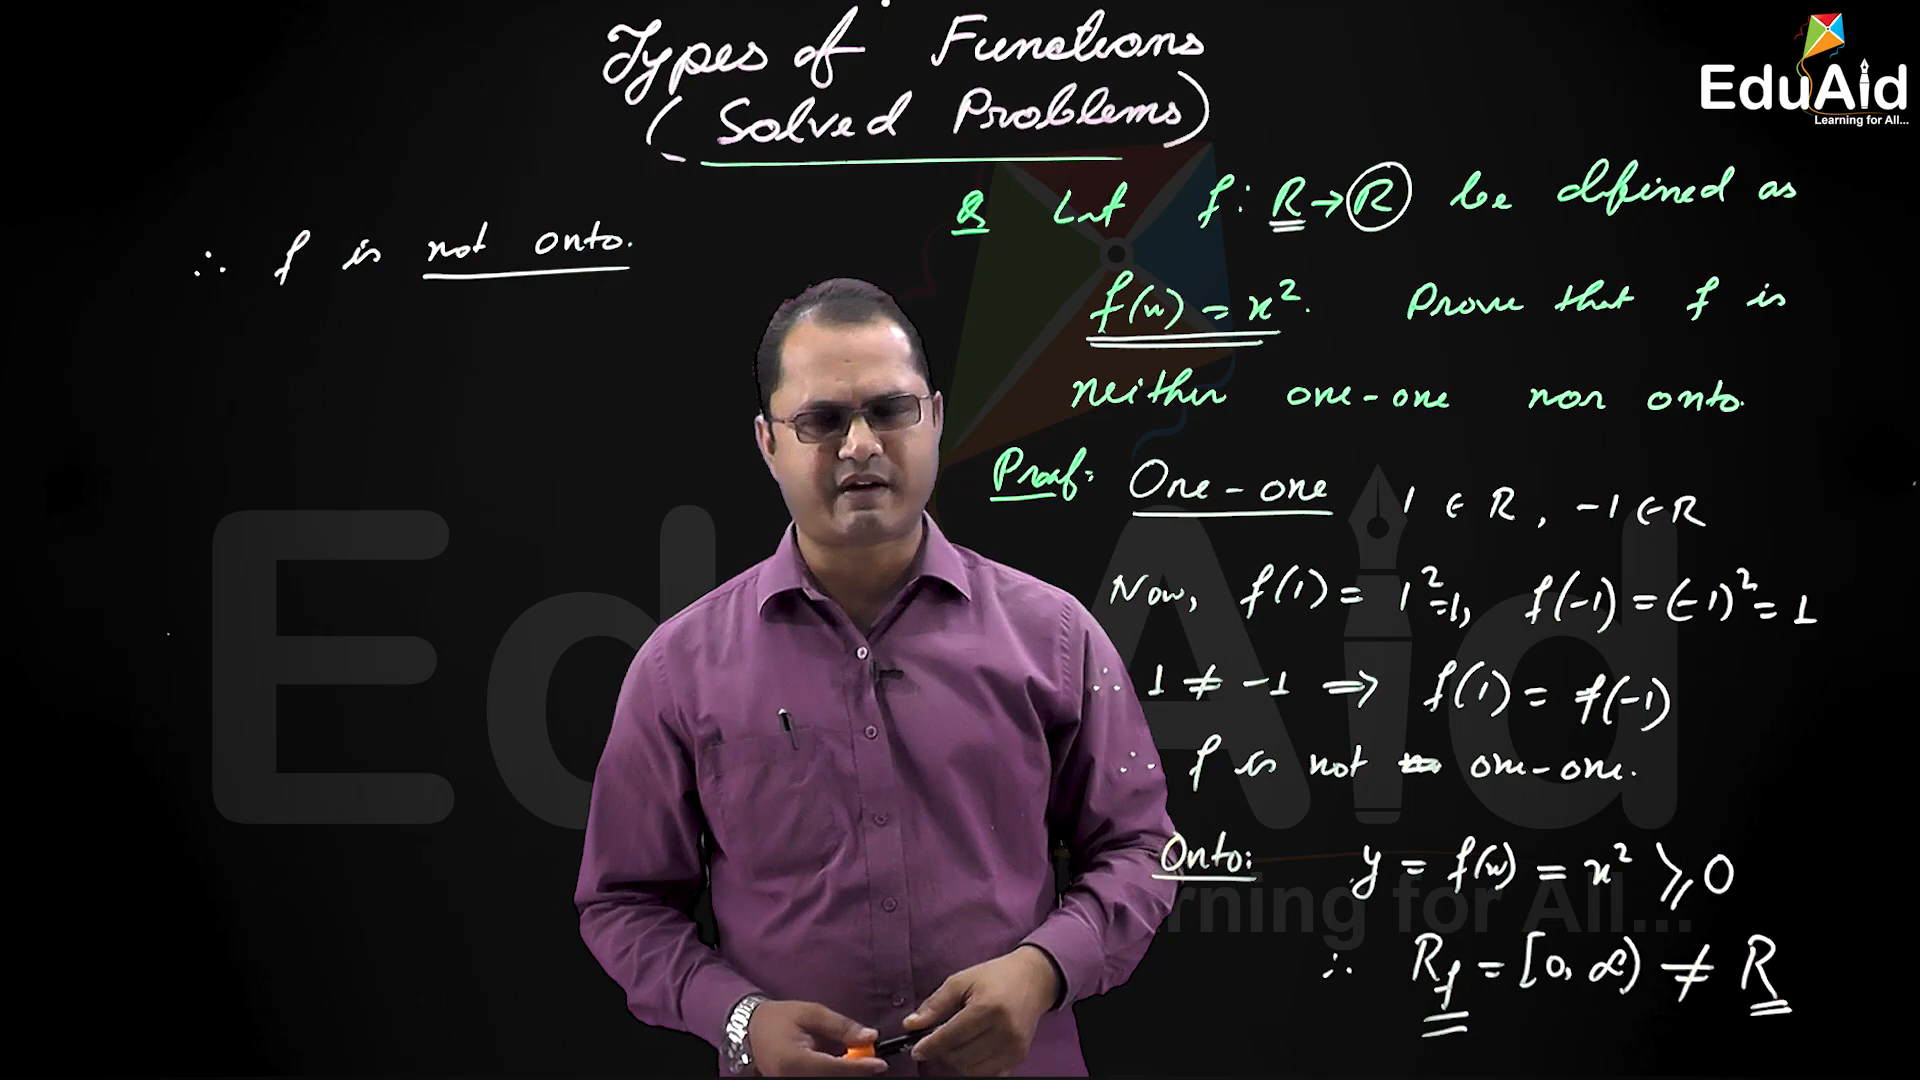 Types of Functions
(Solved Problems)
EduAid
Learning for All...
Q Let f: R → R be defined as
f(x) = x². Prove that f is
neither one-one nor onto.
Proof: One-one 1 ∈ R, -1 ∈ R
Now, f(1) = 1² = 1, f(-1) = (-1)² = 1
∴ 1 ≠ -1 ⇒ f(1) = f(-1)
∴ f is not one-one.
Onto: y = f(x) = x² ⩾ 0
∴ R_f = [0, ∞) ≠ R
∴ f is not onto.